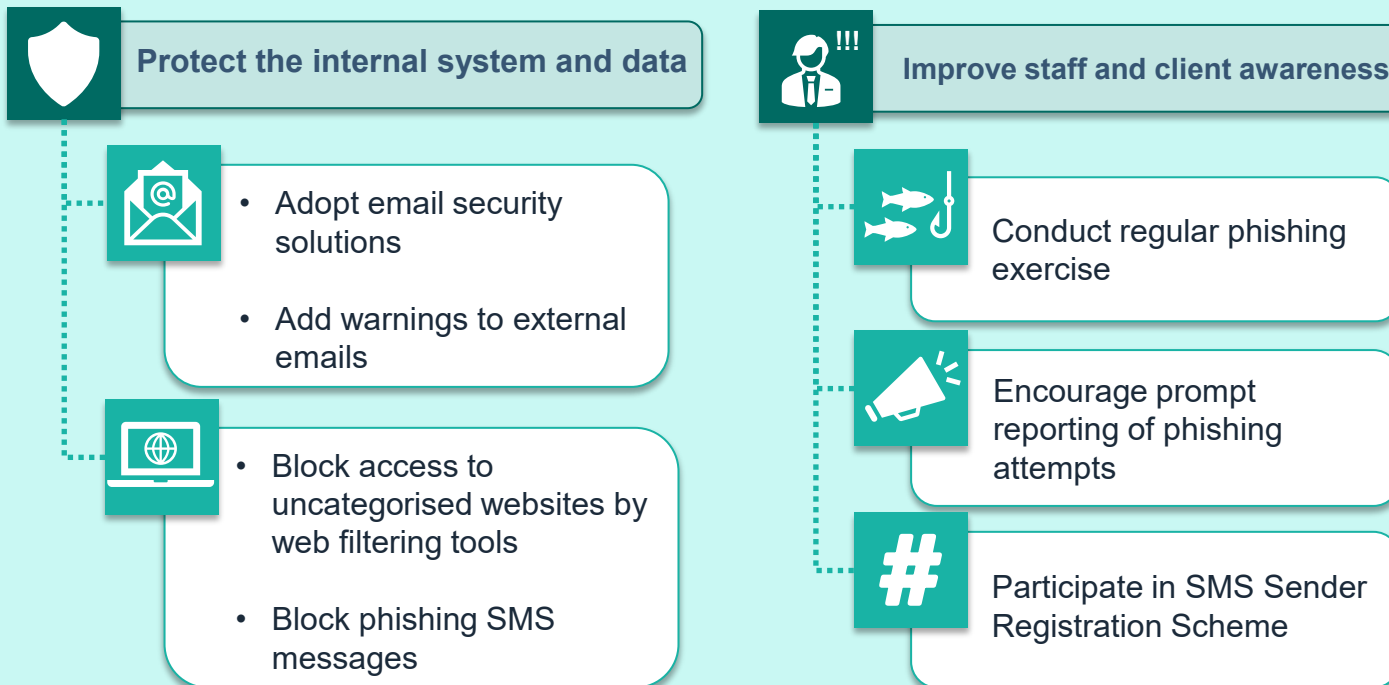 Protect the internal system and data
• Adopt email security
solutions
• Add warnings to external
emails
• Block access to
uncategorised websites by
web filtering tools
• Block phishing SMS
messages
!!!
Improve staff and client awareness
Conduct regular phishing
exercise
Encourage prompt
reporting of phishing
attempts
#
Participate in SMS Sender
Registration Scheme
@